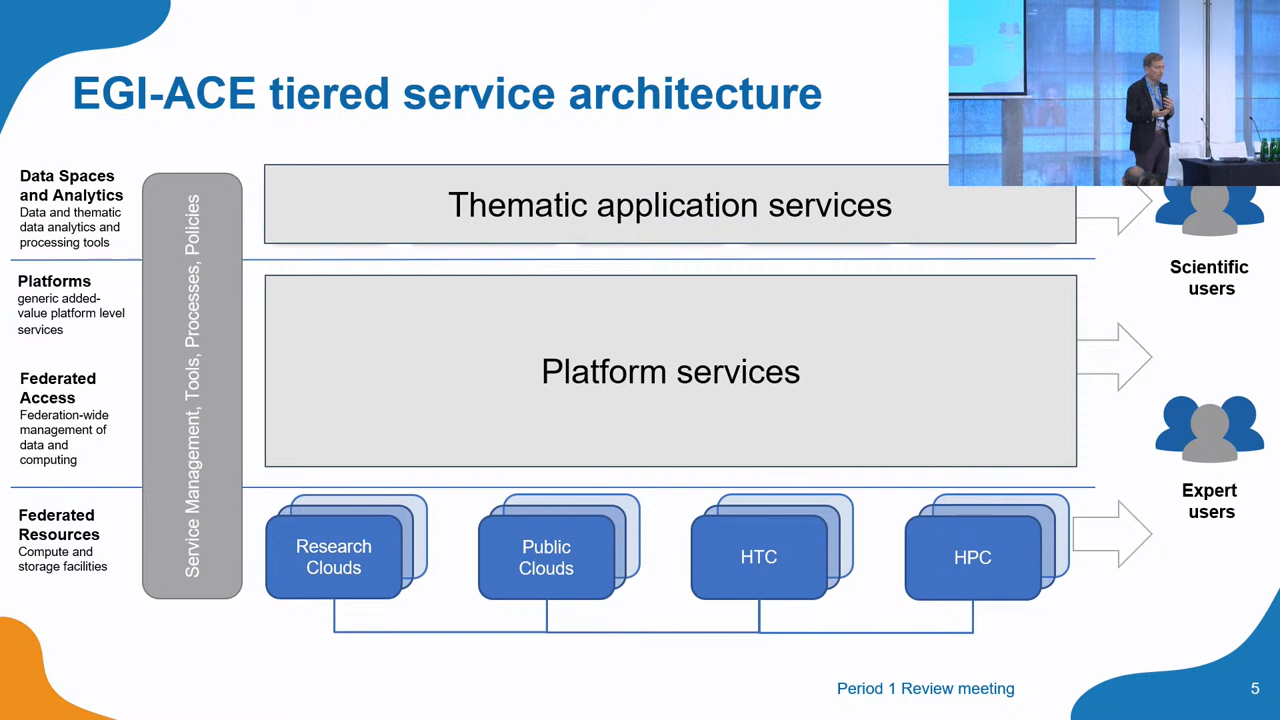 EGI-ACE tiered service architecture
Data Spaces
and Analytics
Data and thematic
data analytics and
processing tools
Platforms
generic added-
value platform level
services
Federated
Access
Federation-wide
management of
data and
computing
Federated
Resources
Compute and
storage facilities
Service Management, Tools, Processes, Policies
Thematic application services
Platform services
Research
Clouds
Public
Clouds
HTC
HPC
Scientific
users
Expert
users
Period 1 Review meeting
5